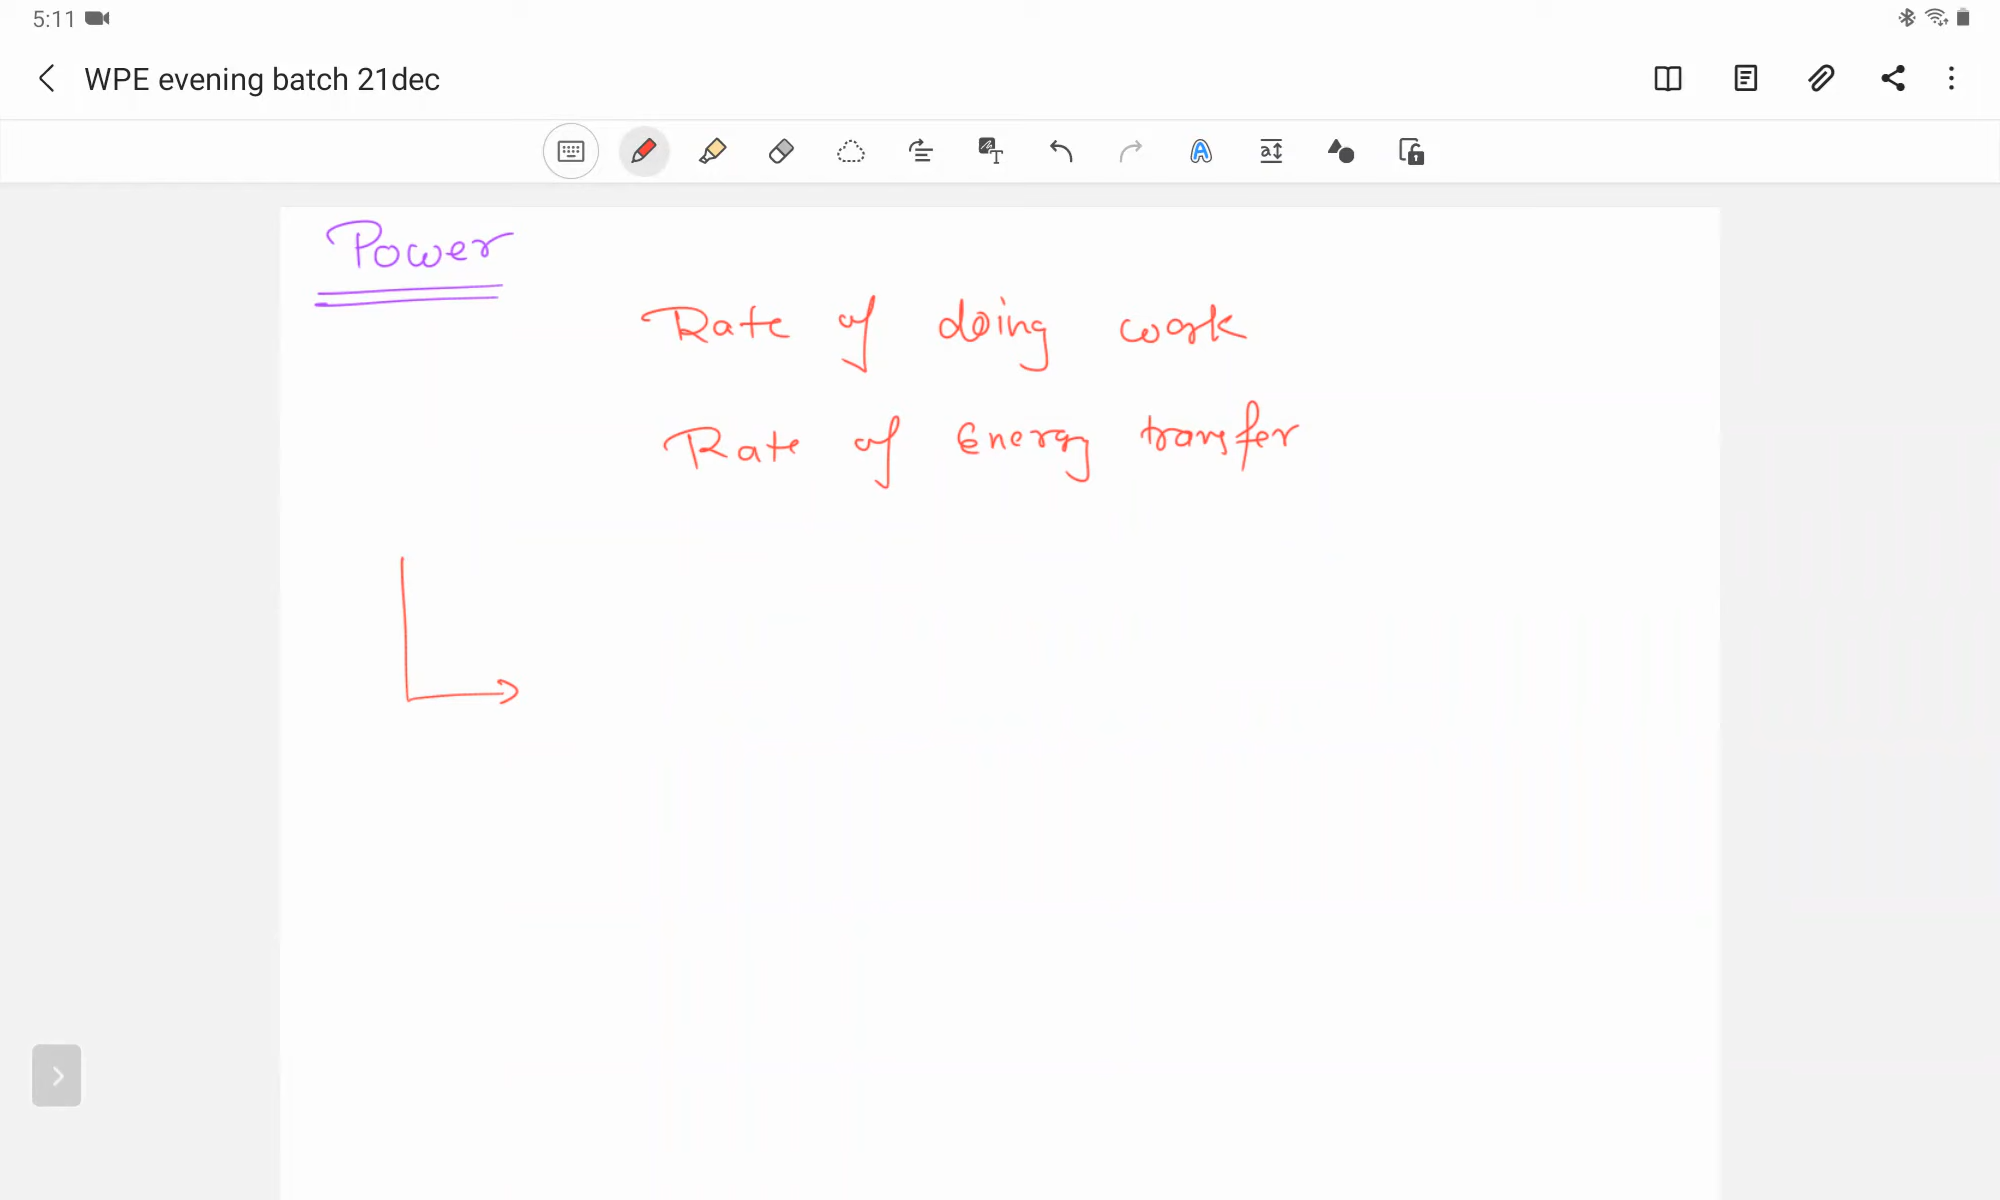 5:11
WPE evening batch 21dec
Power
Rate of doing work
Rate of Energy transfer